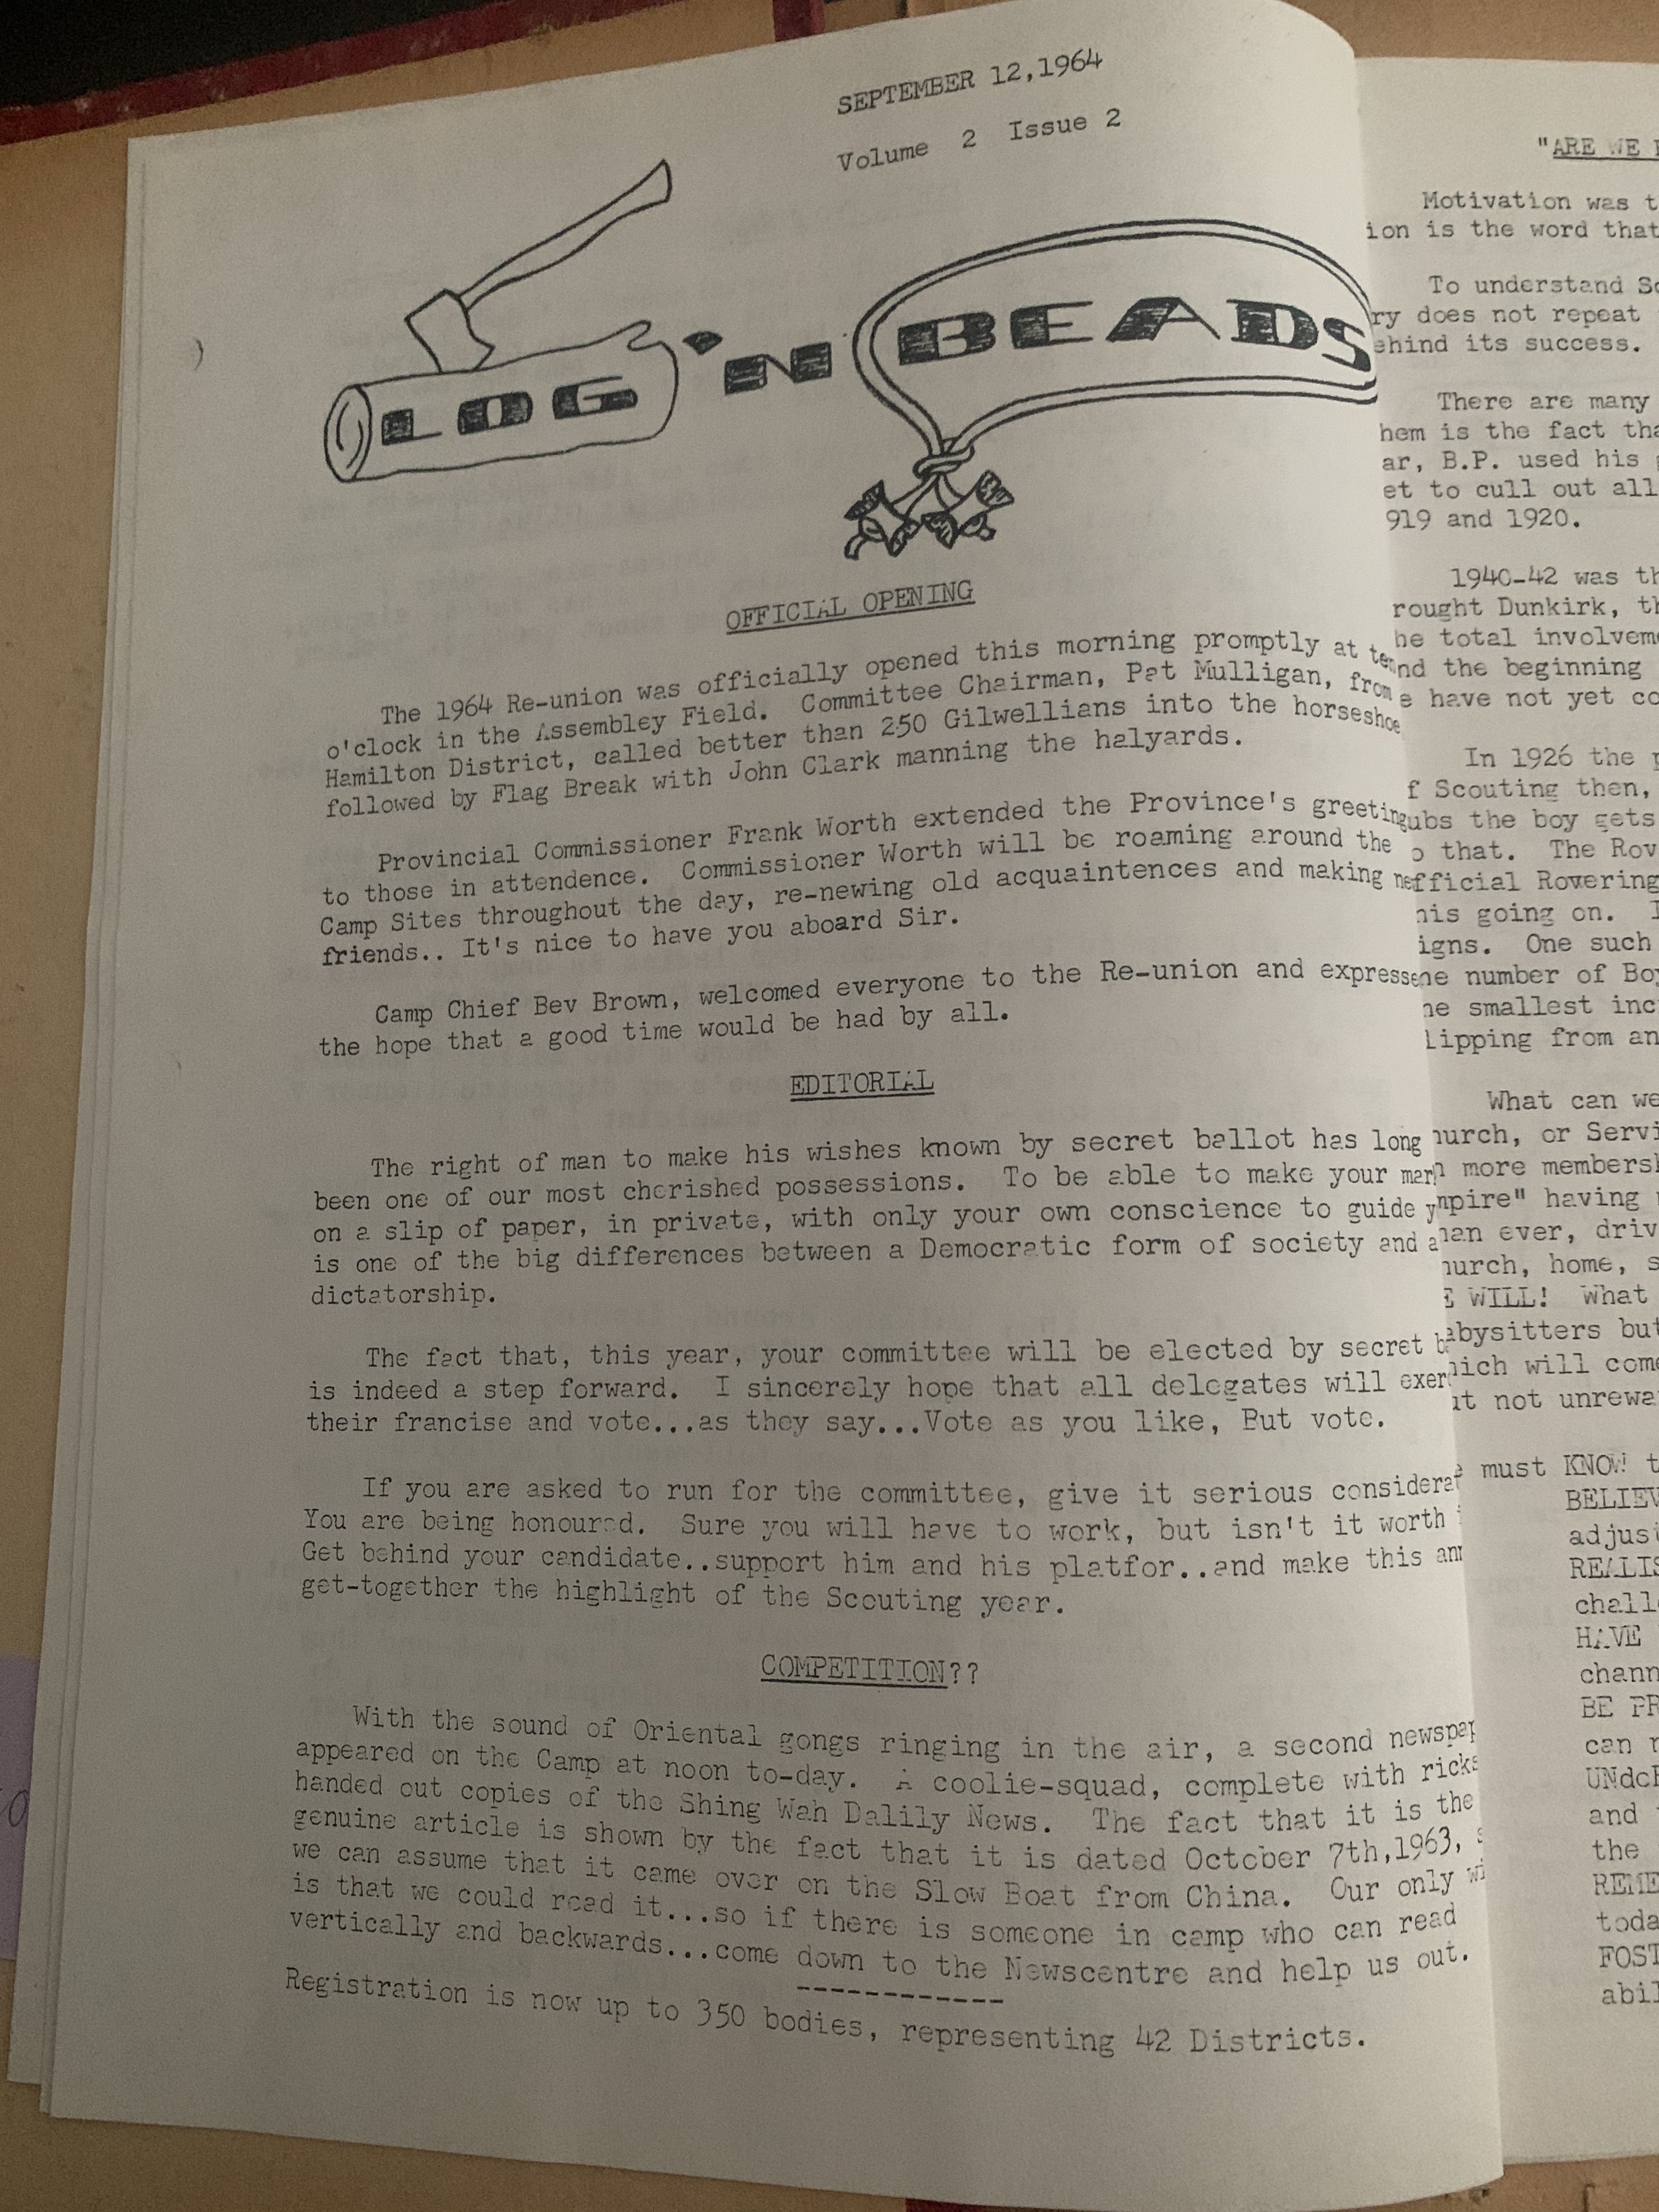 SEPTEMBER 12,1964
Volume 2 Issue 2
LOG 'N BEADS
OFFICIAL OPENING
The 1964 Re-union was officially opened this morning promptly at ten
o'clock in the Assembley Field. Committee Chairman, Pat Mulligan, from
Hamilton District, called better than 250 Gilwellians into the horseshoe
followed by Flag Break with John Clark manning the halyards.
Provincial Commissioner Frank Worth extended the Province's greeting
to those in attendence. Commissioner Worth will be roaming around the
Camp Sites throughout the day, re-newing old acquaintences and making
friends.. It's nice to have you aboard Sir.
Camp Chief Bev Brown, welcomed everyone to the Re-union and expresse
the hope that a good time would be had by all.
EDITORIAL
The right of man to make his wishes known by secret ballot has long
been one of our most cherished possessions. To be able to make your mar
on a slip of paper, in private, with only your own conscience to guide y
is one of the big differences between a Democratic form of society and a
dictatorship.
The fact that, this year, your committee will be elected by secret b
is indeed a step forward. I sincerely hope that all delegates will exer
their francise and vote...as they say...Vote as you like, But vote.
If you are asked to run for the committee, give it serious considerat
You are being honoured. Sure you will have to work, but isn't it worth
Get behind your candidate..support him and his platfor..and make this ann
get-together the highlight of the Scouting year.
COMPETITION??
With the sound of Oriental gongs ringing in the air, a second newspap
appeared on the Camp at noon to-day. A coolie-squad, complete with ricks
handed out copies of the Shing Wah Dalily News. The fact that it is the
genuine article is shown by the fact that it is dated October 7th,1963, s
we can assume that it came over on the Slow Boat from China. Our only wi
is that we could read it...so if there is someone in camp who can read
vertically and backwards...come down to the Newscentre and help us out.
------------
Registration is now up to 350 bodies, representing 42 Districts.
"ARE WE
Motivation was t
ion is the word that
To understand Sc
ry does not repeat
ehind its success.
There are many
hem is the fact tha
ar, B.P. used his
et to cull out all
919 and 1920.
1940-42 was th
rought Dunkirk, th
he total involveme
nd the beginning
e have not yet co
In 1926 the
f Scouting then,
ubs the boy gets
o that. The Rov
fficial Rovering
his going on.
igns. One such
ne number of Boy
he smallest inc
lipping from an
What can we
hurch, or Servi
n more members
mpire" having
han ever, driv
hurch, home, s
E WILL! What
abysitters but
hich will come
ut not unrewa
e must KNOW t
BELIEV
adjus
REALIS
chall
HAVE
chann
BE PR
can
UNdcR
and
the
REME
toda
FOST
abil